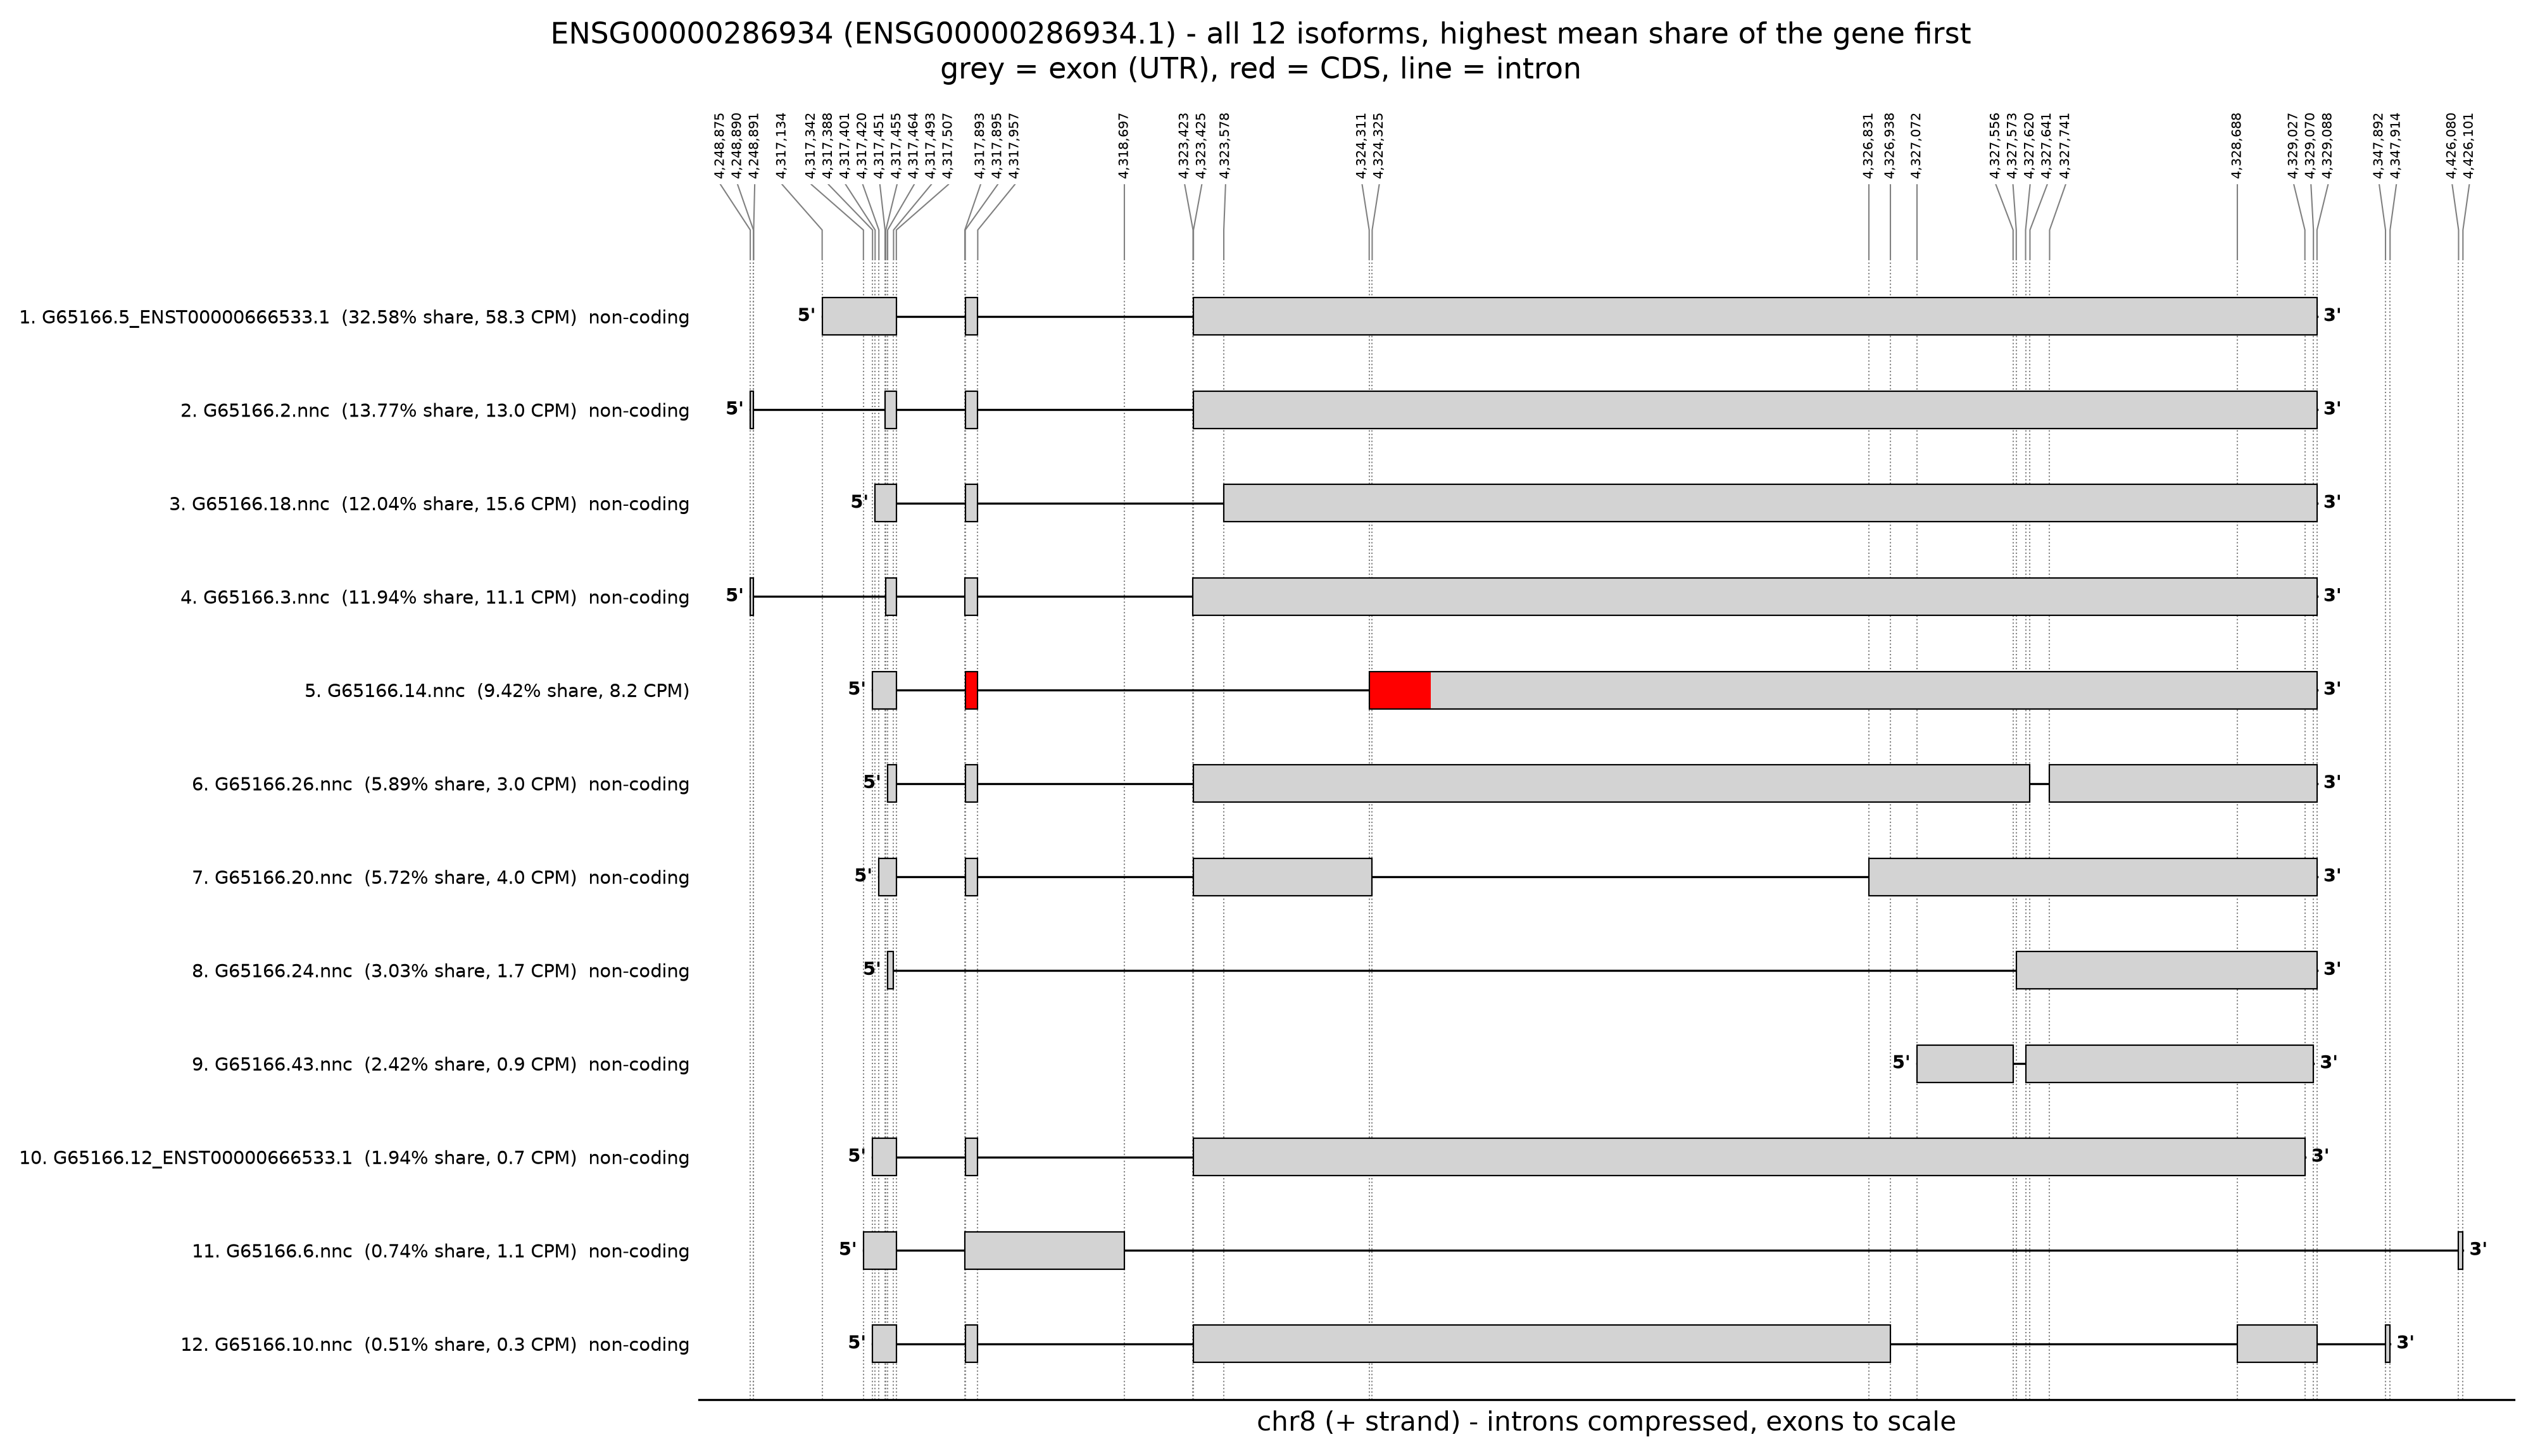 ENSG00000286934 (ENSG00000286934.1) - all 12 isoforms, highest mean share of the gene first
grey = exon (UTR), red = CDS, line = intron
4,248,875
4,248,890
4,248,891
4,317,134
4,317,342
4,317,388
4,317,401
4,317,420
4,317,451
4,317,455
4,317,464
4,317,493
4,317,507
4,317,893
4,317,895
4,317,957
4,318,697
4,323,423
4,323,425
4,323,578
4,324,311
4,324,325
4,326,831
4,326,938
4,327,072
4,327,556
4,327,573
4,327,620
4,327,641
4,327,741
4,328,688
4,329,027
4,329,070
4,329,088
4,347,892
4,347,914
4,426,080
4,426,101
1. G65166.5_ENST00000666533.1 (32.58% share, 58.3 CPM) non-coding 5' 3'
2. G65166.2.nnc (13.77% share, 13.0 CPM) non-coding 5' 3'
3. G65166.18.nnc (12.04% share, 15.6 CPM) non-coding 5' 3'
4. G65166.3.nnc (11.94% share, 11.1 CPM) non-coding 5' 3'
5. G65166.14.nnc (9.42% share, 8.2 CPM) 5' 3'
6. G65166.26.nnc (5.89% share, 3.0 CPM) non-coding 5' 3'
7. G65166.20.nnc (5.72% share, 4.0 CPM) non-coding 5' 3'
8. G65166.24.nnc (3.03% share, 1.7 CPM) non-coding 5' 3'
9. G65166.43.nnc (2.42% share, 0.9 CPM) non-coding 5' 3'
10. G65166.12_ENST00000666533.1 (1.94% share, 0.7 CPM) non-coding 5' 3'
11. G65166.6.nnc (0.74% share, 1.1 CPM) non-coding 5' 3'
12. G65166.10.nnc (0.51% share, 0.3 CPM) non-coding 5' 3'
chr8 (+ strand) - introns compressed, exons to scale